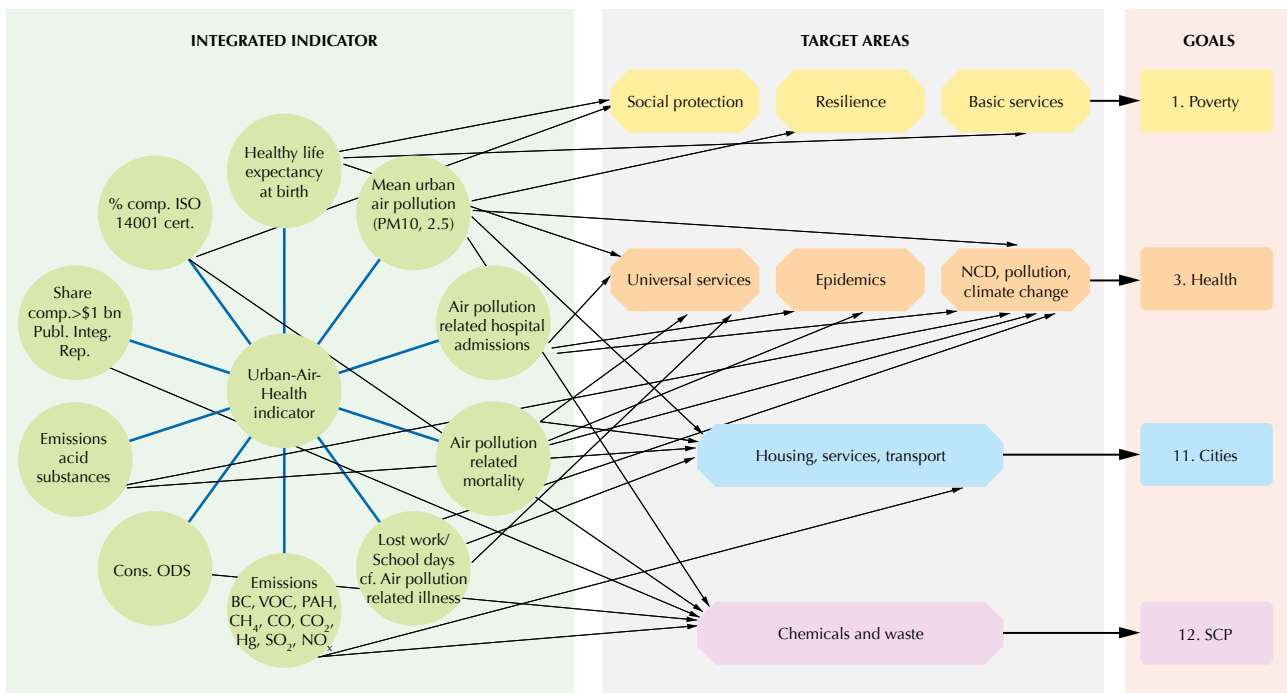 INTEGRATED INDICATOR
TARGET AREAS
GOALS
Social protection
Resilience
Basic services
1. Poverty
Healthy life
expectancy
at birth
Mean urban
air pollution
(PM10, 2.5)
% comp. ISO
14001 cert.
Universal services
Epidemics
NCD, pollution,
climate change
3. Health
Share
comp.>$1 bn
Publ. Integ.
Rep.
Air pollution
related hospital
admissions
Urban-Air-
Health
indicator
Emissions
acid
substances
Air pollution
related
mortality
Housing, services, transport
11. Cities
Cons. ODS
Lost work/
School days
cf. Air pollution
related illness
Emissions
BC, VOC, PAH,
CH₄, CO, CO₂,
Hg, SO₂, NOₓ
Chemicals and waste
12. SCP